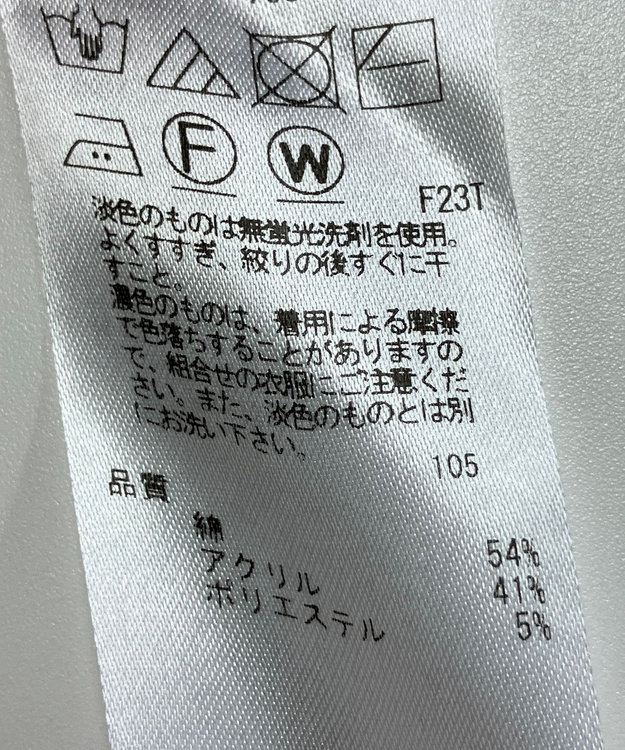 F
W
F23T
淡色のものは無蛍光洗剤を使用。
よくすすぎ、絞りの後すぐに干
すこと。
濃色のものは、着用による摩擦
で色落ちすることがありますの
で、組合せの衣服にご注意くだ
さい。また、淡色のものとは別
にお洗い下さい。
105
品質
綿 54%
アクリル 41%
ポリエステル 5%